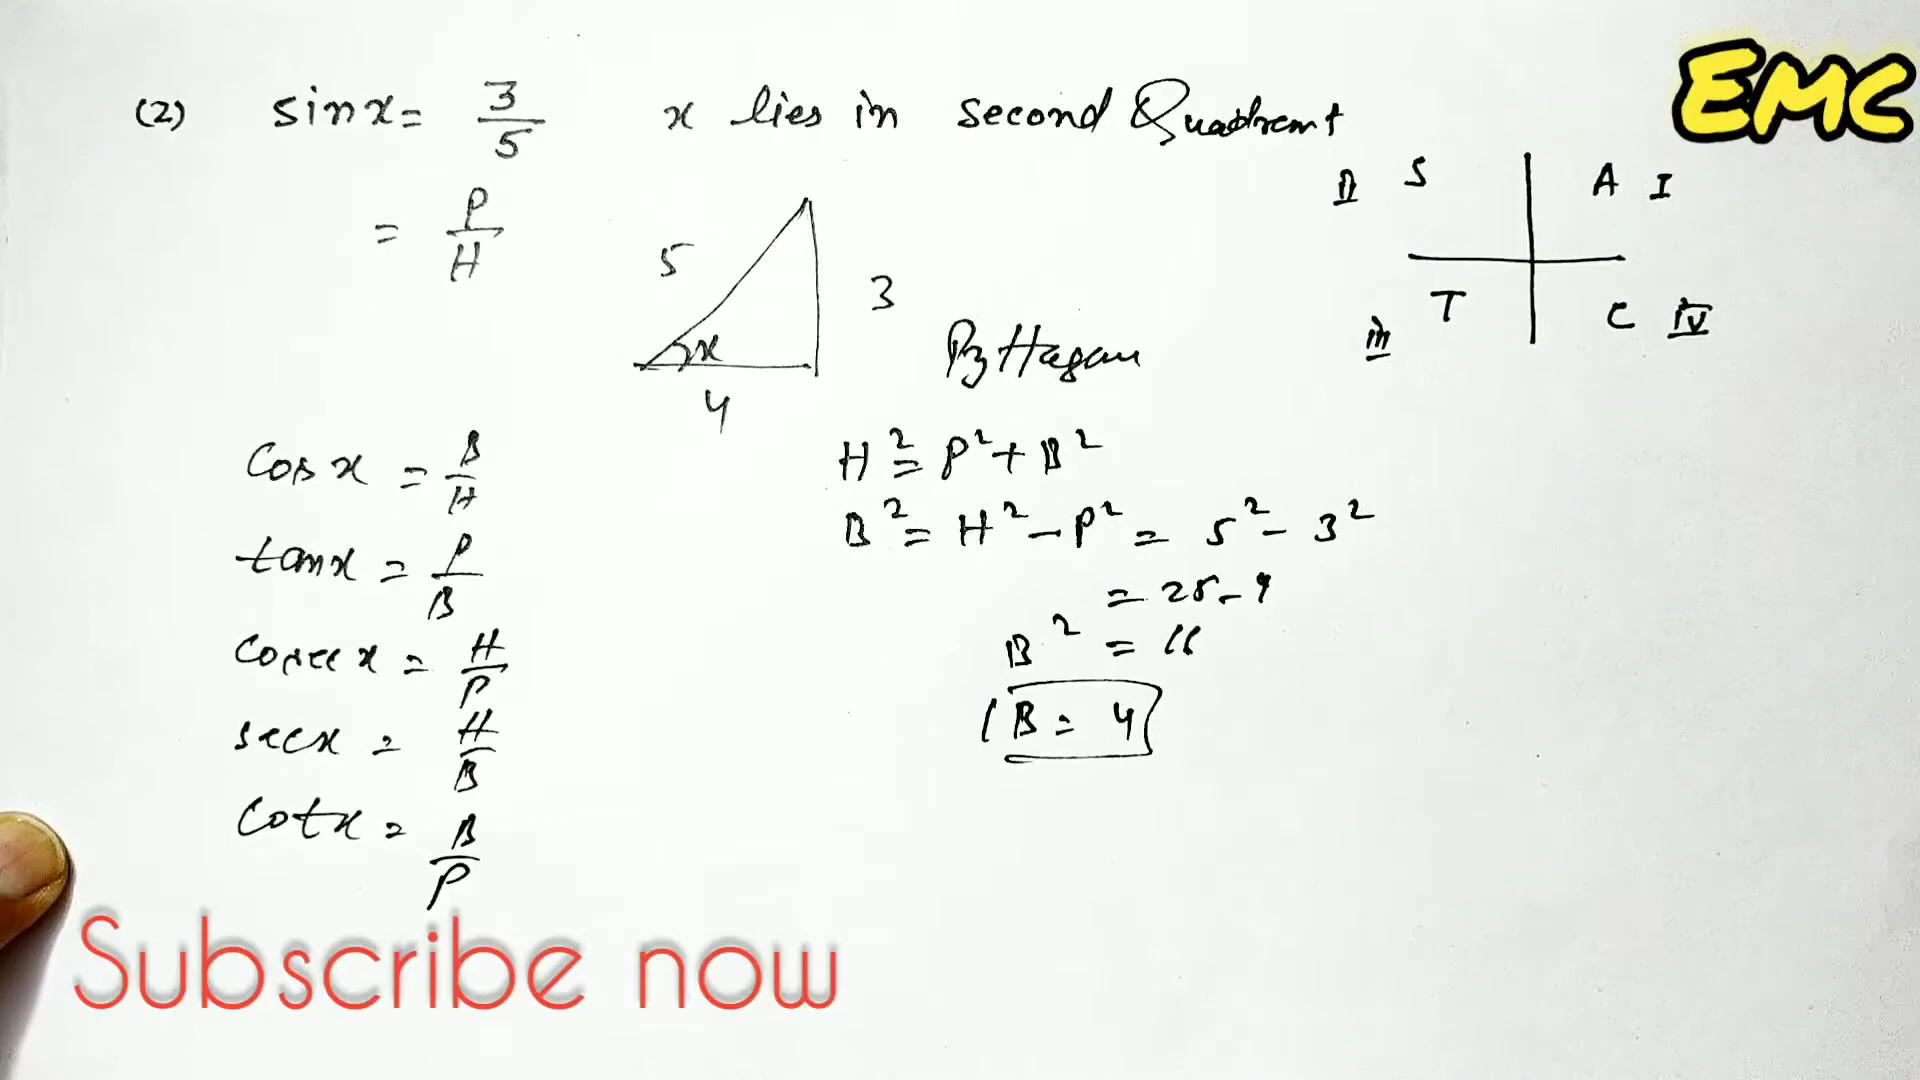 EMC
(2) sinx = 3/5 x lies in second Quadrant
= P/H
II S A I
III T C IV
5
3
x
4
Pythagoru
cosx = B/H
tanx = P/B
cosecx = H/P
secx = H/B
cotx = B/P
H² = P² + B²
B² = H² - P² = 5² - 3²
= 25 - 9
B² = 16
B = 4
Subscribe now